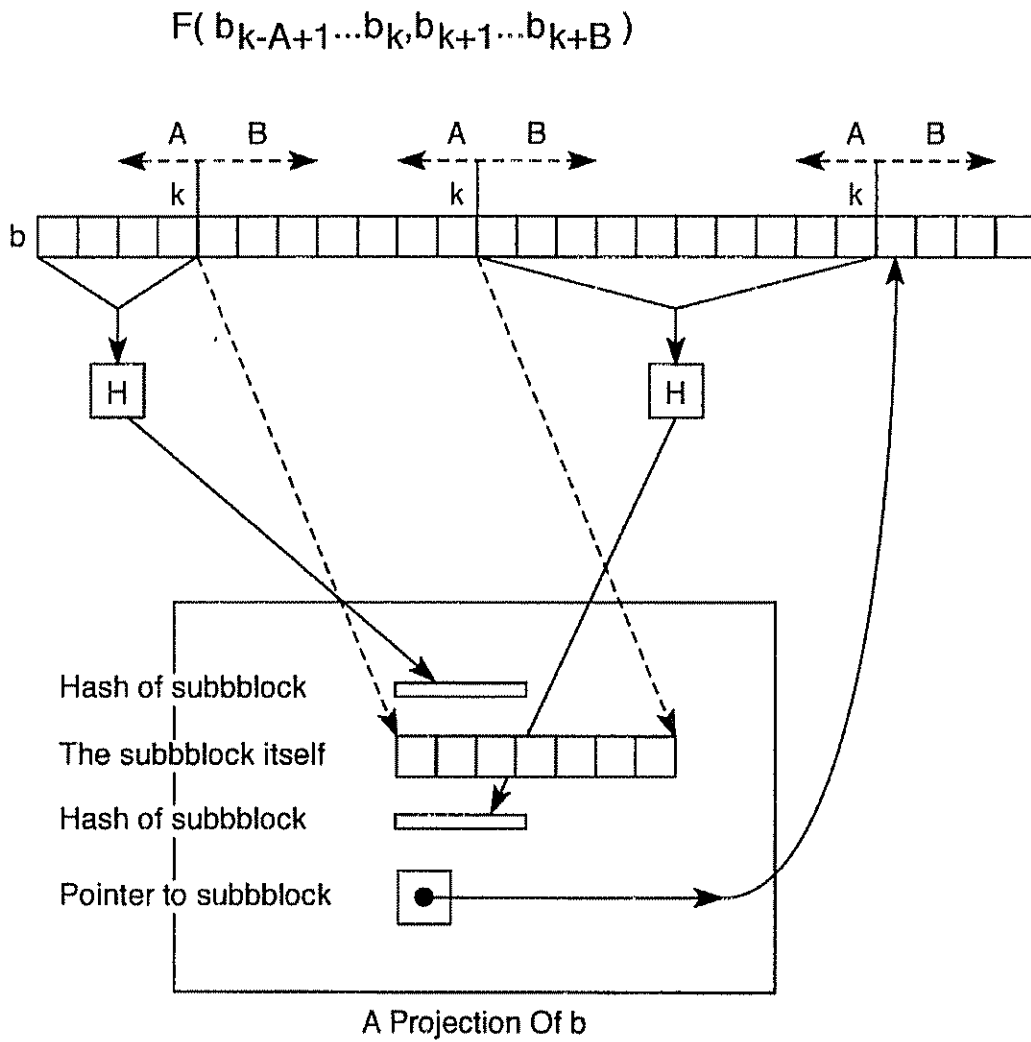 F( bk-A+1...bk,bk+1...bk+B )
A B A B A B
k k k
b
H H
Hash of subbblock
The subbblock itself
Hash of subbblock
Pointer to subbblock
A Projection Of b